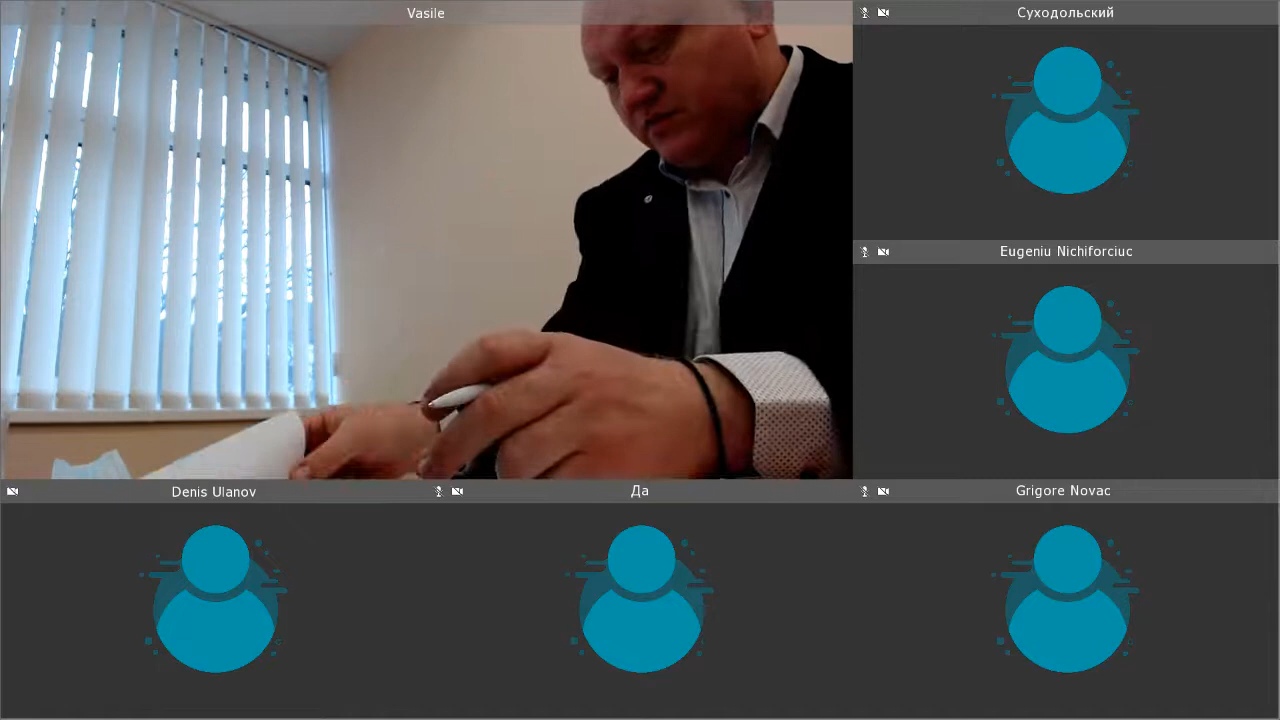 Vasile
Суходольский
Eugeniu Nichiforciuc
Denis Ulanov
Да
Grigore Novac